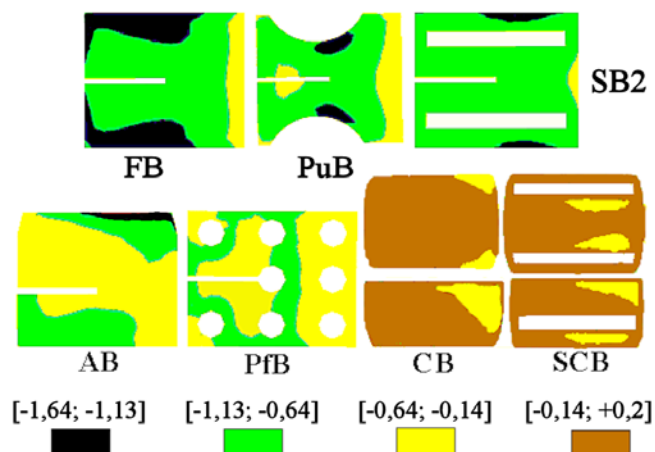 SB2
FB PuB
AB PfB CB SCB
[-1,64; -1,13] [-1,13; -0,64] [-0,64; -0,14] [-0,14; +0,2]